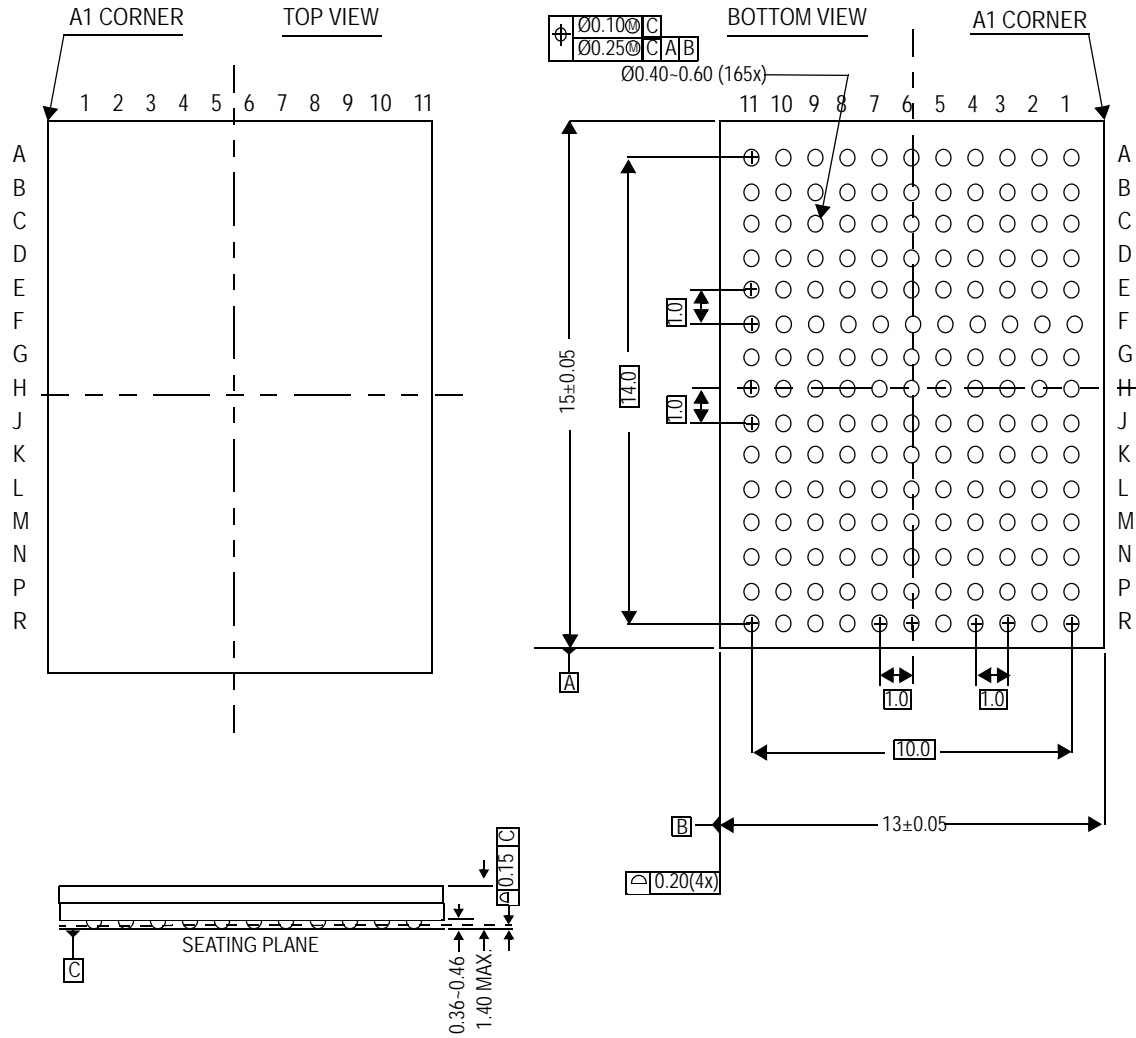 A1 CORNER
TOP VIEW
1 2 3 4 5 6 7 8 9 10 11
A
B
C
D
E
F
G
H
J
K
L
M
N
P
R
Ø0.10Ⓜ C
Ø0.25Ⓜ C A B
Ø0.40~0.60 (165x)
BOTTOM VIEW
A1 CORNER
11 10 9 8 7 6 5 4 3 2 1
A
B
C
D
E
F
G
H
J
K
L
M
N
P
R
1.0
1.0
14.0
15±0.05
A
1.0
1.0
10.0
B
13±0.05
0.20(4x)
0.15 C
SEATING PLANE
C
0.36~0.46
1.40 MAX.